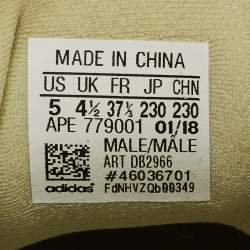 MADE IN CHINA
US UK FR JP CHN
5 4½ 37⅓ 230 230
APE 779001 01/18
MALE/MÂLE
ART DB2966
#46036701
adidas FdNHVZQb00349